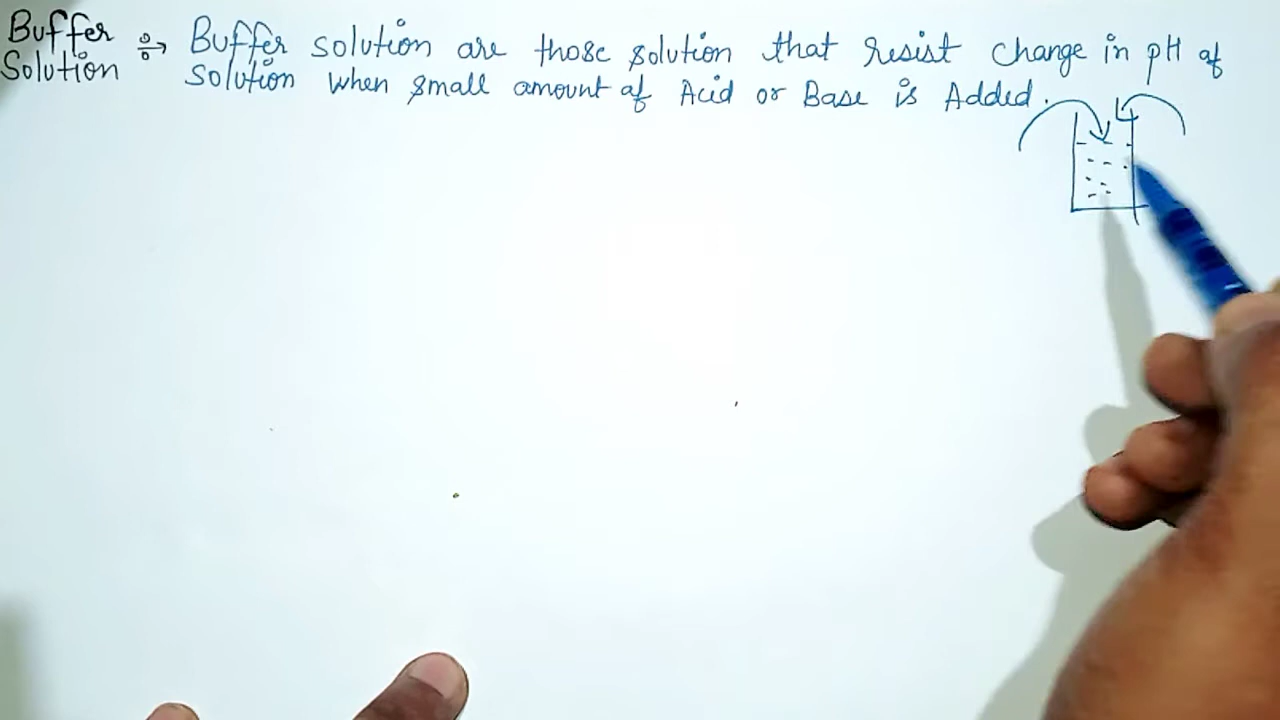 Buffer Solution ÷→ Buffer solution are those solution that resist change in pH of
solution when small amount of Acid or Base is Added.